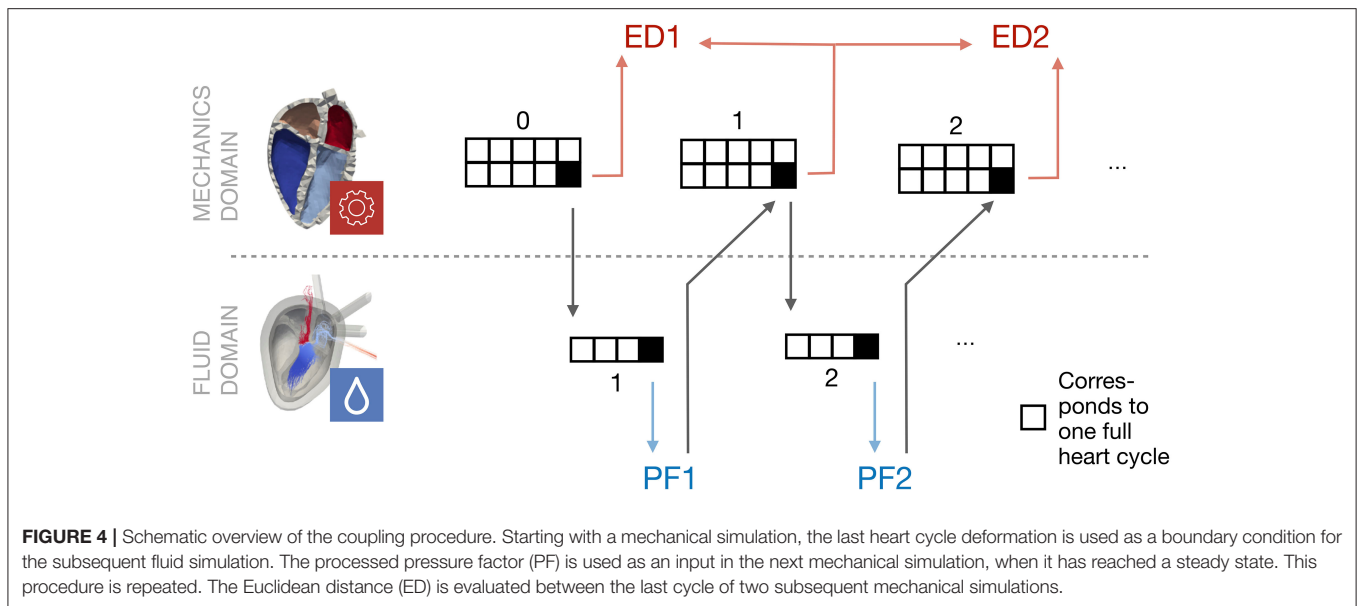 ED1
ED2
MECHANICS
DOMAIN
0
1
2
...
FLUID
DOMAIN
1
2
...
PF1
PF2
Corres-
ponds to
one full
heart cycle
FIGURE 4 | Schematic overview of the coupling procedure. Starting with a mechanical simulation, the last heart cycle deformation is used as a boundary condition for
the subsequent fluid simulation. The processed pressure factor (PF) is used as an input in the next mechanical simulation, when it has reached a steady state. This
procedure is repeated. The Euclidean distance (ED) is evaluated between the last cycle of two subsequent mechanical simulations.